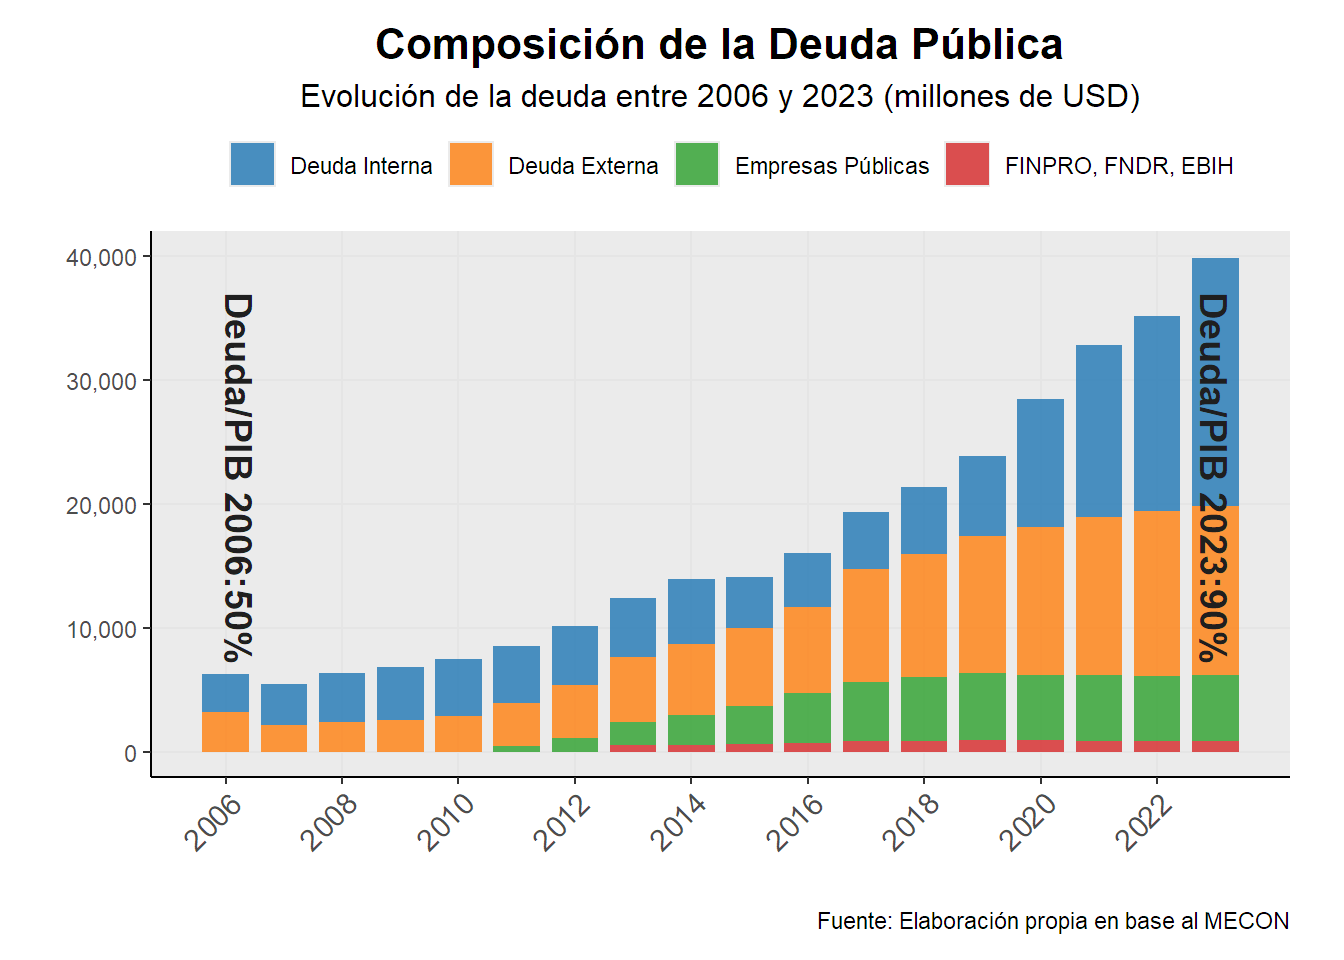 Composición de la Deuda Pública
Evolución de la deuda entre 2006 y 2023 (millones de USD)
Deuda Interna
Deuda Externa
Empresas Públicas
FINPRO, FNDR, EBIH
40,000
30,000
20,000
10,000
0
Deuda/PIB 2006:50%
Deuda/PIB 2023:90%
2006
2008
2010
2012
2014
2016
2018
2020
2022
Fuente: Elaboración propia en base al MECON